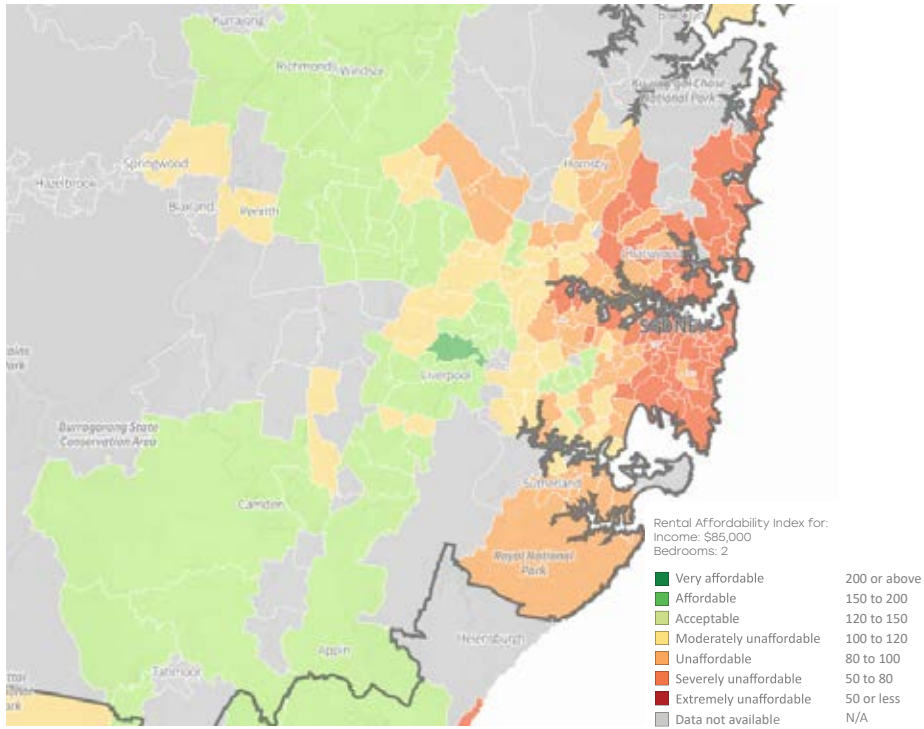 Kurrajong
Brooklyn
Richmond Windsor
Ku-ring-gai Chase
National Park
Springwood
Hornsby
Hazelbrook
Blaxland
Penrith
Chatswood
SYDNEY
Park
Liverpool
Burragorang State
Conservation Area
Sutherland
Camden
Royal National
Park
Helensburgh
Appin
Tahmoor
Park
Rental Affordability Index for:
Income: $85,000
Bedrooms: 2
Very affordable 200 or above
Affordable 150 to 200
Acceptable 120 to 150
Moderately unaffordable 100 to 120
Unaffordable 80 to 100
Severely unaffordable 50 to 80
Extremely unaffordable 50 or less
Data not available N/A